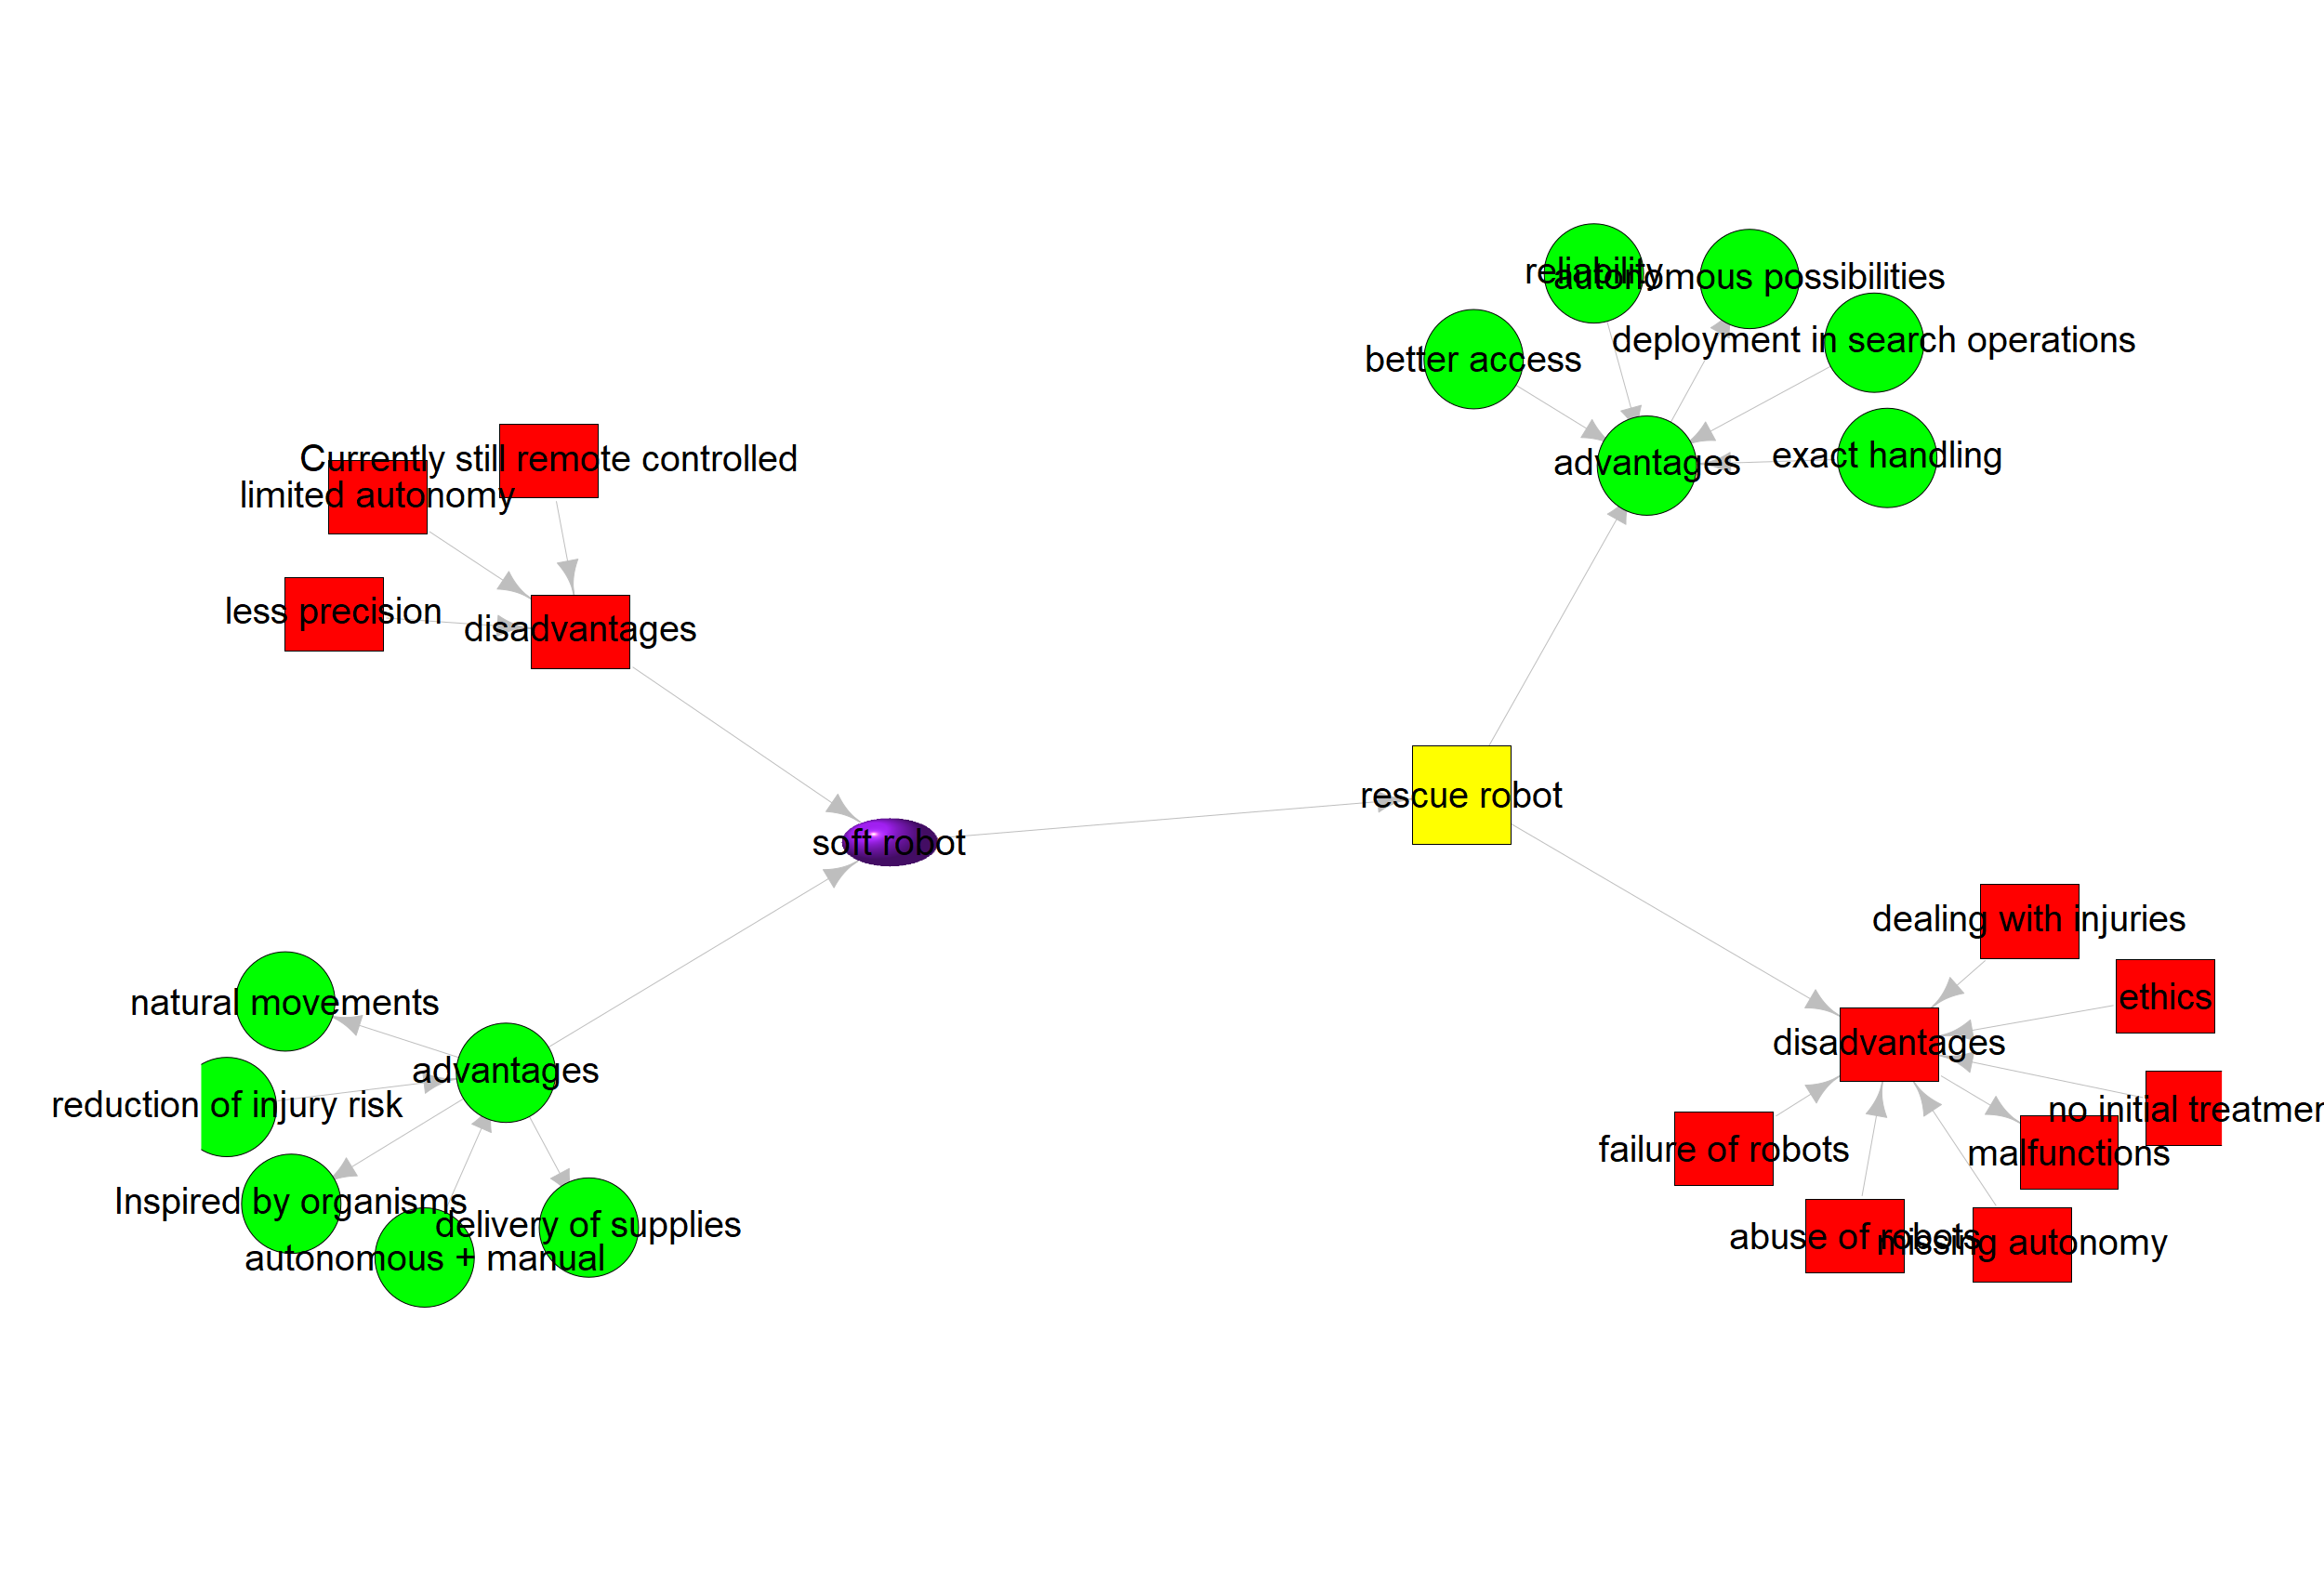 reliability
autonomous possibilities
deployment in search operations
better access
exact handling
advantages
Currently still remote controlled
limited autonomy
less precision
disadvantages
rescue robot
soft robot
dealing with injuries
ethics
disadvantages
no initial treatmen
malfunctions
failure of robots
abuse of robots
missing autonomy
natural movements
advantages
reduction of injury risk
Inspired by organisms
delivery of supplies
autonomous + manual